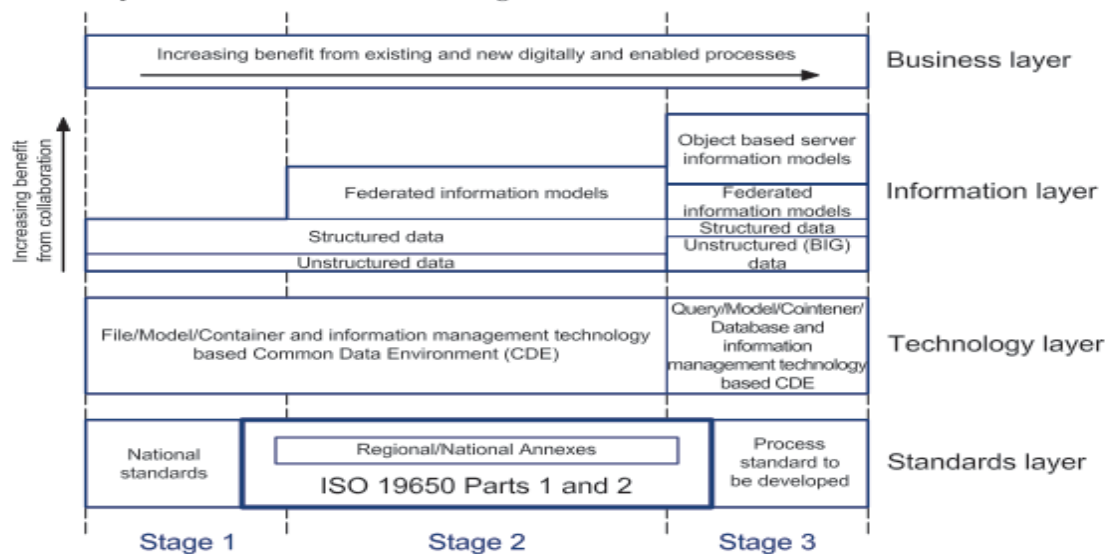 Increasing benefit from existing and new digitally and enabled processes
Business layer
Increasing benefit
from collaboration
Object based server
information models
Federated information models
Federated
information models
Information layer
Structured data
Structured data
Unstructured data
Unstructured (BIG)
data
File/Model/Container and information management technology
based Common Data Environment (CDE)
Query/Model/Cointener/
Database and
information
management technology
based CDE
Technology layer
National
standards
Regional/National Annexes
ISO 19650 Parts 1 and 2
Process
standard to
be developed
Standards layer
Stage 1
Stage 2
Stage 3